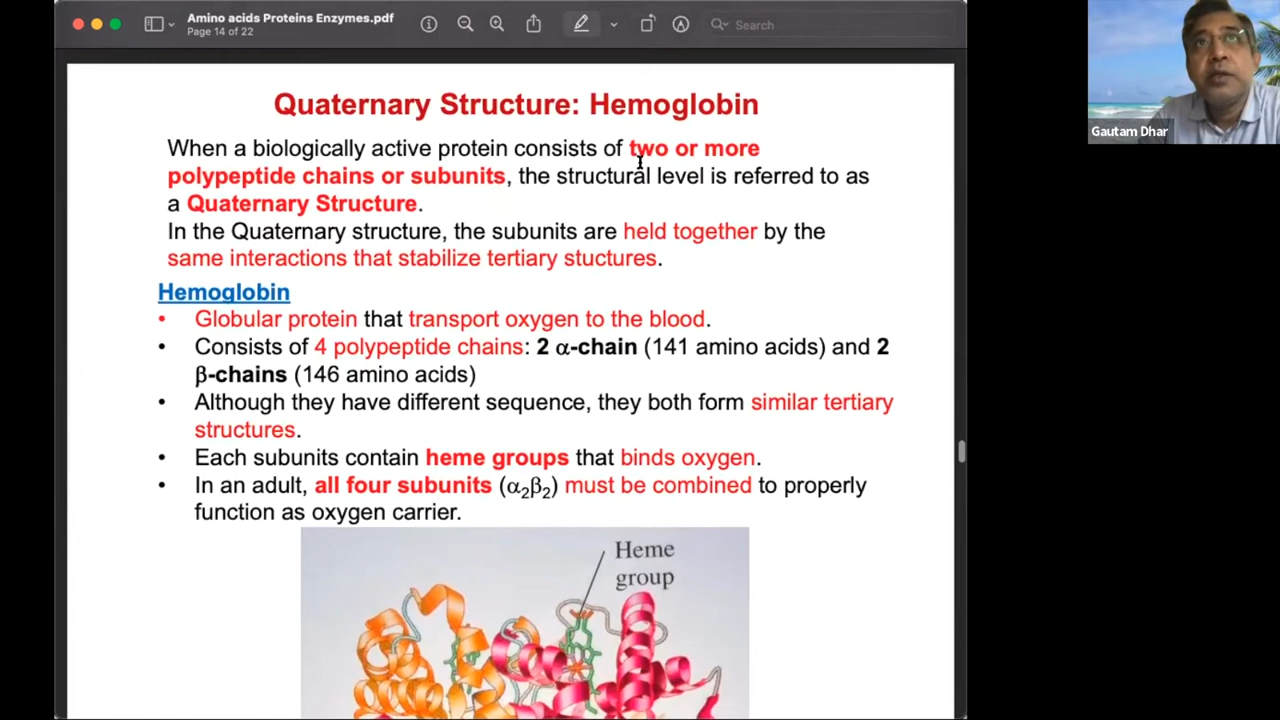 Amino acids Proteins Enzymes.pdf
Page 14 of 22
Search
Gautam Dhar
Quaternary Structure: Hemoglobin
When a biologically active protein consists of two or more
polypeptide chains or subunits, the structural level is referred to as
a Quaternary Structure.
In the Quaternary structure, the subunits are held together by the
same interactions that stabilize tertiary stuctures.
Hemoglobin
• Globular protein that transport oxygen to the blood.
• Consists of 4 polypeptide chains: 2 α-chain (141 amino acids) and 2
β-chains (146 amino acids)
• Although they have different sequence, they both form similar tertiary
structures.
• Each subunits contain heme groups that binds oxygen.
• In an adult, all four subunits (α₂β₂) must be combined to properly
function as oxygen carrier.
Heme
group